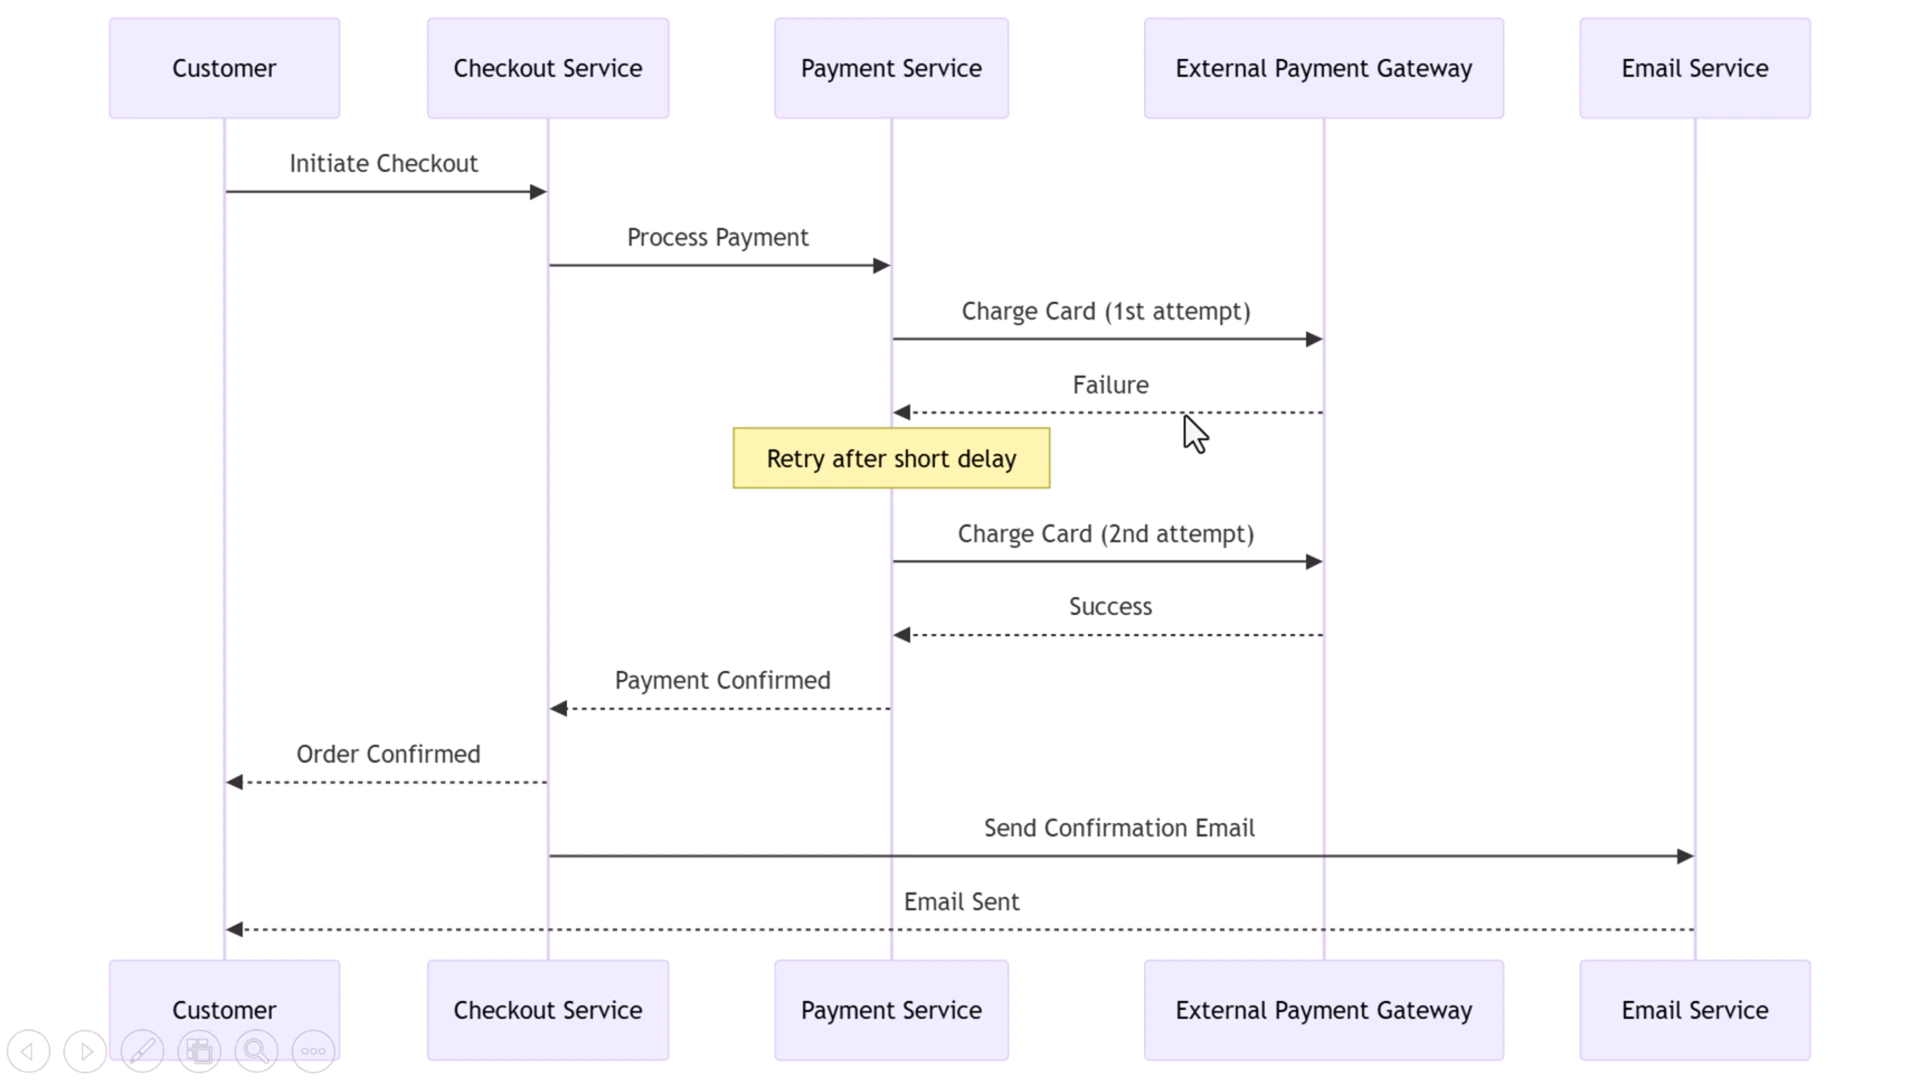 Customer
Checkout Service
Payment Service
External Payment Gateway
Email Service
Initiate Checkout
Process Payment
Charge Card (1st attempt)
Failure
Retry after short delay
Charge Card (2nd attempt)
Success
Payment Confirmed
Order Confirmed
Send Confirmation Email
Email Sent
Customer
Checkout Service
Payment Service
External Payment Gateway
Email Service